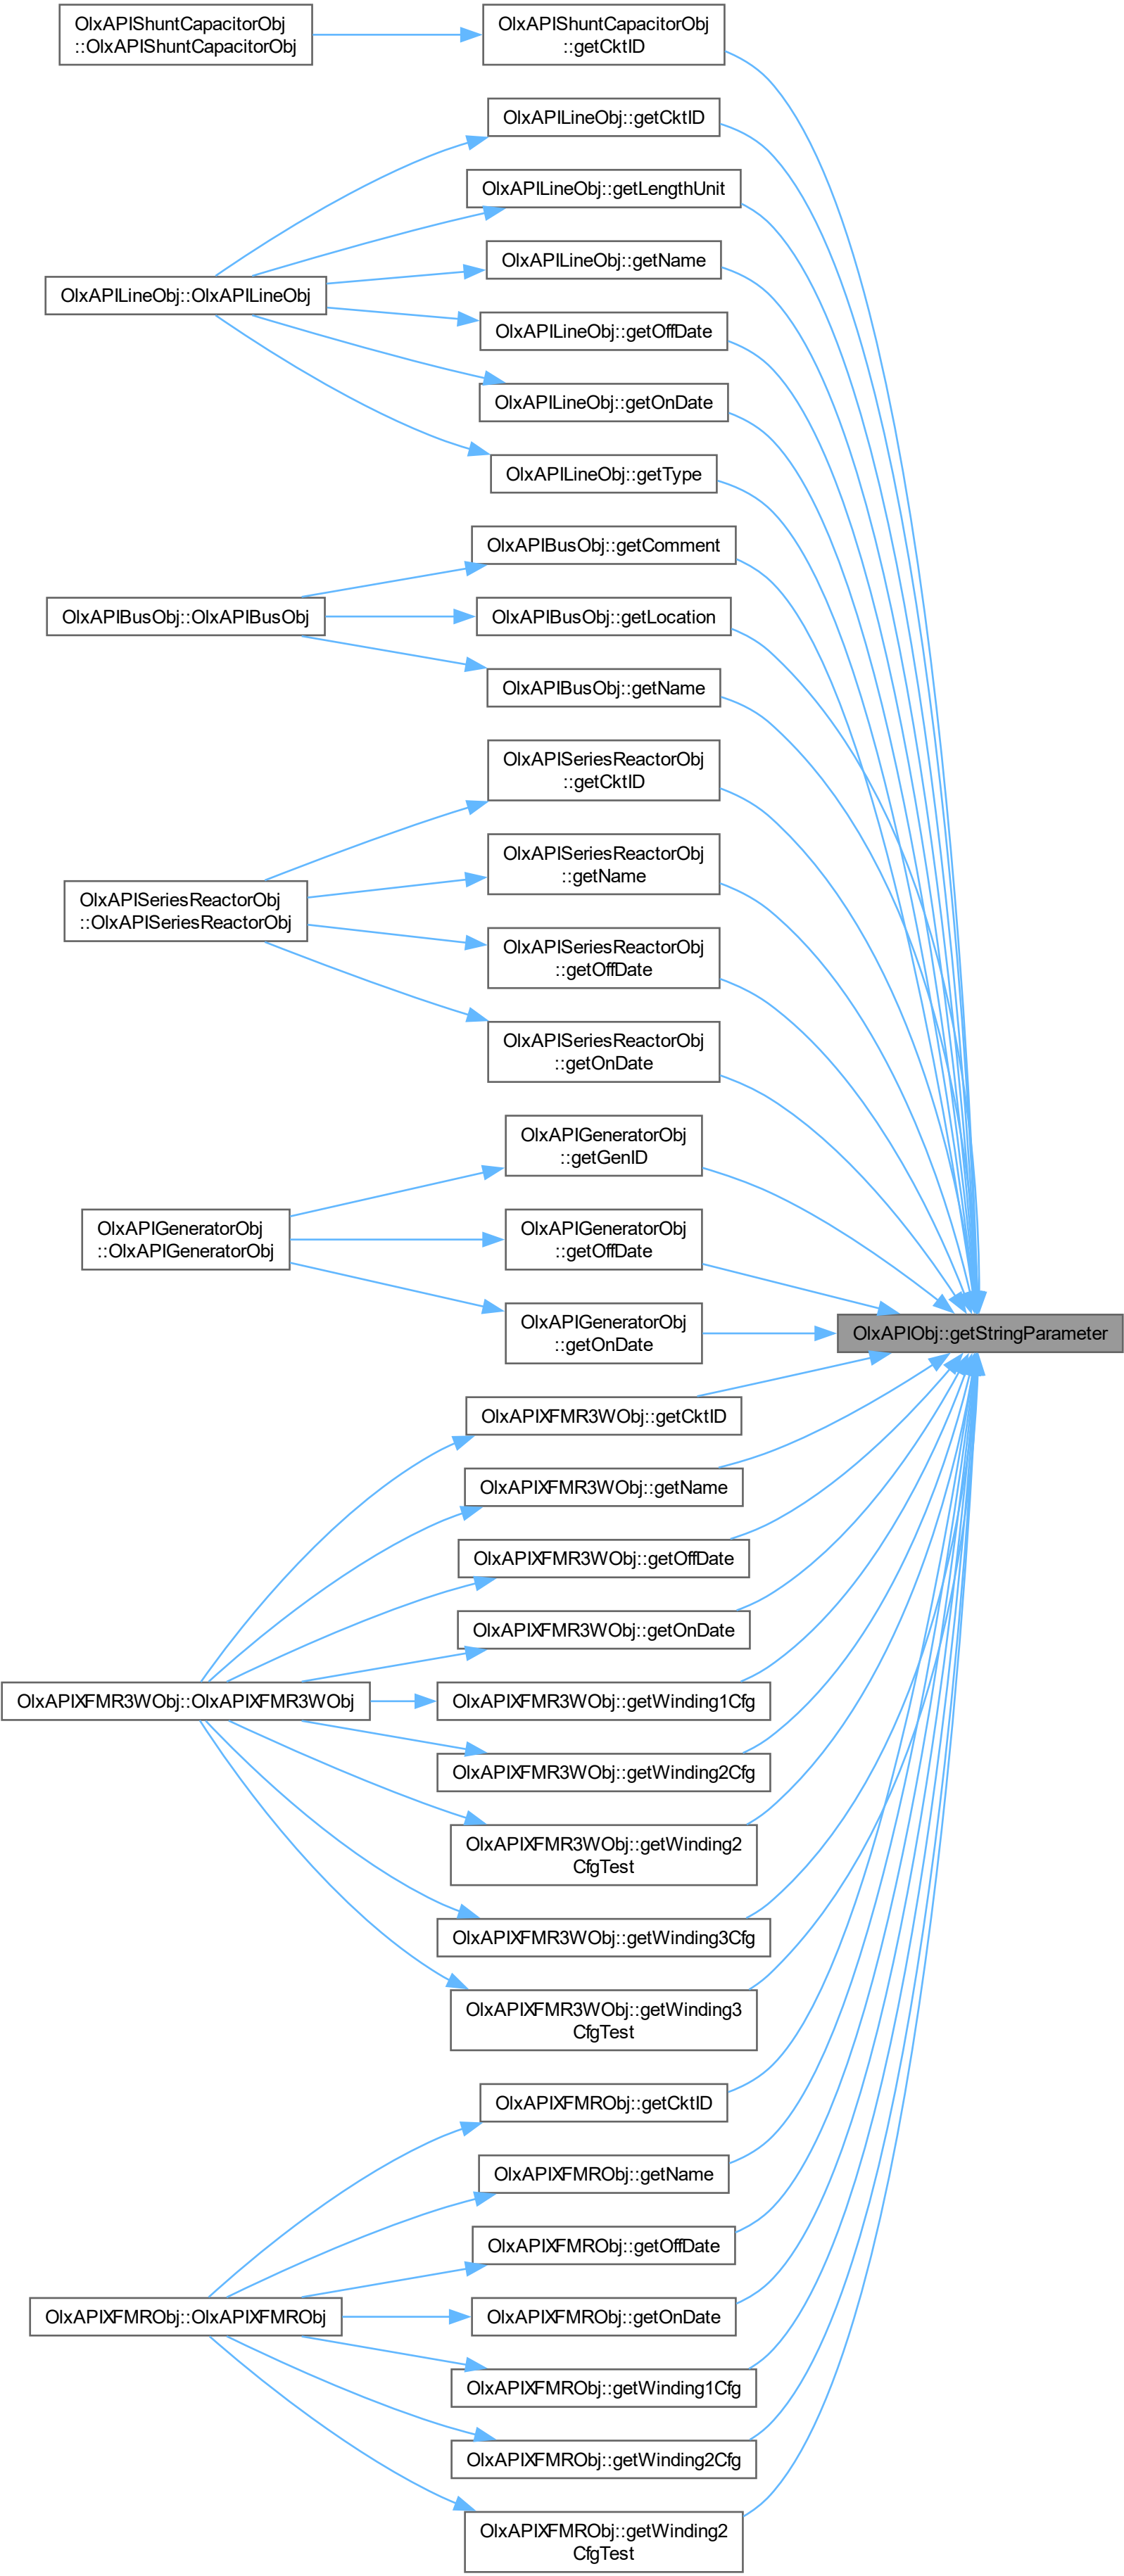 OlxAPIShuntCapacitorObj
::OlxAPIShuntCapacitorObj
OlxAPIShuntCapacitorObj
::getCktID
OlxAPILineObj::getCktID
OlxAPILineObj::getLengthUnit
OlxAPILineObj::getName
OlxAPILineObj::OlxAPILineObj
OlxAPILineObj::getOffDate
OlxAPILineObj::getOnDate
OlxAPILineObj::getType
OlxAPIBusObj::getComment
OlxAPIBusObj::OlxAPIBusObj
OlxAPIBusObj::getLocation
OlxAPIBusObj::getName
OlxAPISeriesReactorObj
::getCktID
OlxAPISeriesReactorObj
::getName
OlxAPISeriesReactorObj
::OlxAPISeriesReactorObj
OlxAPISeriesReactorObj
::getOffDate
OlxAPISeriesReactorObj
::getOnDate
OlxAPIGeneratorObj
::getGenID
OlxAPIGeneratorObj
::OlxAPIGeneratorObj
OlxAPIGeneratorObj
::getOffDate
OlxAPIGeneratorObj
::getOnDate
OlxAPIObj::getStringParameter
OlxAPIXFMR3WObj::getCktID
OlxAPIXFMR3WObj::getName
OlxAPIXFMR3WObj::getOffDate
OlxAPIXFMR3WObj::getOnDate
OlxAPIXFMR3WObj::OlxAPIXFMR3WObj
OlxAPIXFMR3WObj::getWinding1Cfg
OlxAPIXFMR3WObj::getWinding2Cfg
OlxAPIXFMR3WObj::getWinding2
CfgTest
OlxAPIXFMR3WObj::getWinding3Cfg
OlxAPIXFMR3WObj::getWinding3
CfgTest
OlxAPIXFMRObj::getCktID
OlxAPIXFMRObj::getName
OlxAPIXFMRObj::getOffDate
OlxAPIXFMRObj::OlxAPIXFMRObj
OlxAPIXFMRObj::getOnDate
OlxAPIXFMRObj::getWinding1Cfg
OlxAPIXFMRObj::getWinding2Cfg
OlxAPIXFMRObj::getWinding2
CfgTest